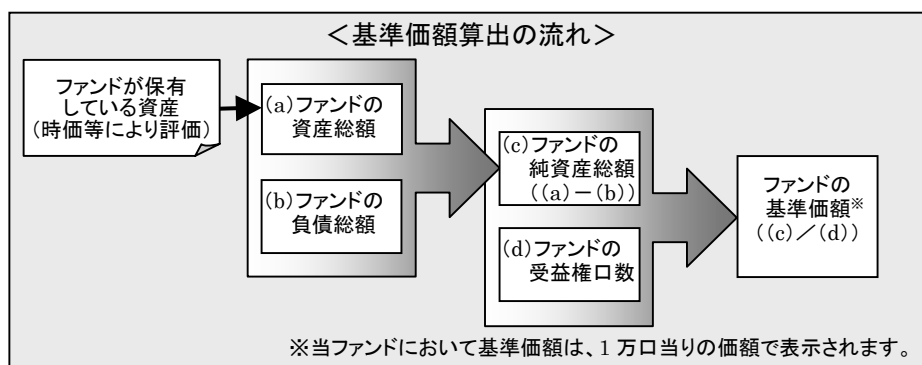 ＜基準価額算出の流れ＞
ファンドが保有
している資産
(時価等により評価)
(a)ファンドの
資産総額
(b)ファンドの
負債総額
(c)ファンドの
純資産総額
((a)－(b))
(d)ファンドの
受益権口数
ファンドの
基準価額※
((c)／(d))
※当ファンドにおいて基準価額は、1万口当りの価額で表示されます。